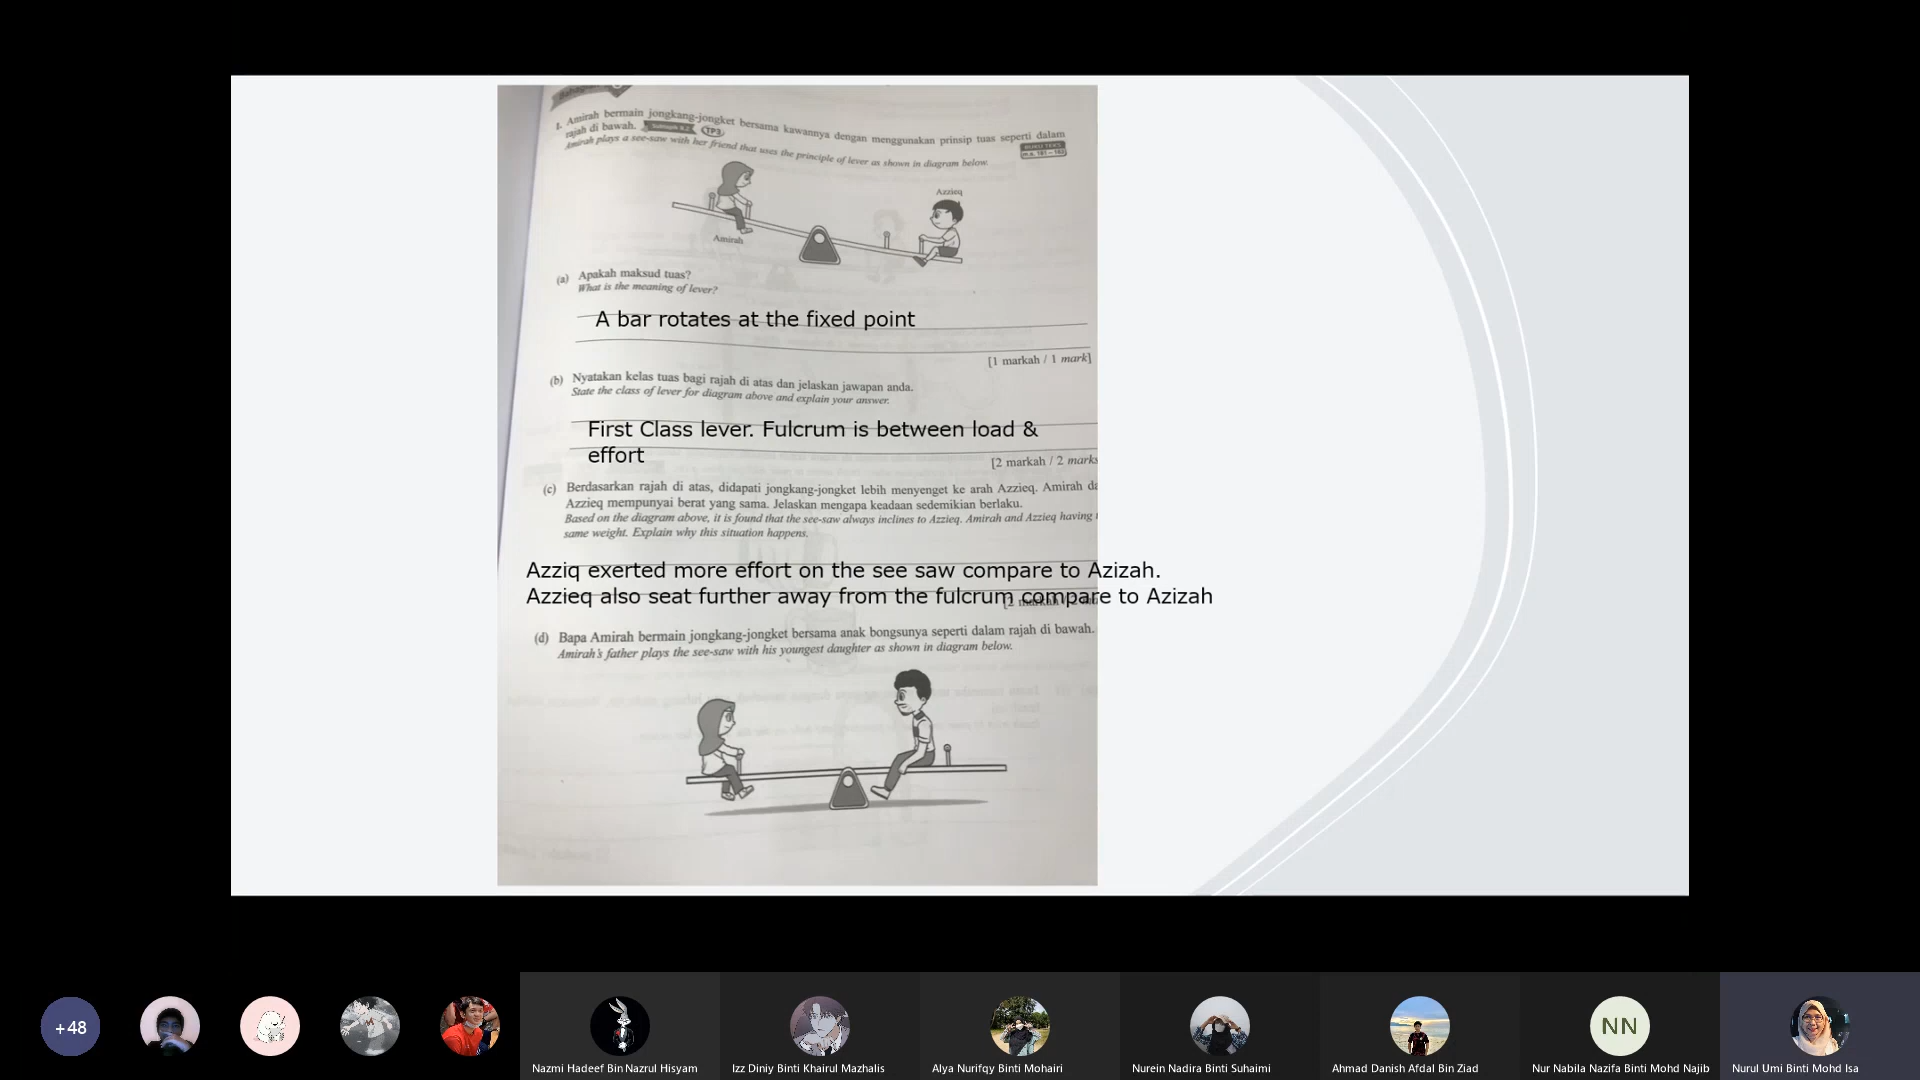 1. Amirah bermain jongkang-jongket bersama kawannya dengan menggunakan prinsip tuas seperti dalam
rajah di bawah. TP3
Amirah plays a see-saw with her friend that uses the principle of lever as shown in diagram below.
Azzieq
Amirah
(a) Apakah maksud tuas?
What is the meaning of lever?
A bar rotates at the fixed point
[1 markah / 1 mark]
(b) Nyatakan kelas tuas bagi rajah di atas dan jelaskan jawapan anda.
State the class of lever for diagram above and explain your answer.
First Class lever. Fulcrum is between load &
effort
[2 markah / 2 marks
(c) Berdasarkan rajah di atas, didapati jongkang-jongket lebih menyenget ke arah Azzieq. Amirah da
Azzieq mempunyai berat yang sama. Jelaskan mengapa keadaan sedemikian berlaku.
Based on the diagram above, it is found that the see-saw always inclines to Azzieq. Amirah and Azzieq having
same weight. Explain why this situation happens.
Azziq exerted more effort on the see saw compare to Azizah.
Azzieq also seat further away from the fulcrum compare to Azizah
(d) Bapa Amirah bermain jongkang-jongket bersama anak bongsunya seperti dalam rajah di bawah.
Amirah's father plays the see-saw with his youngest daughter as shown in diagram below.
+48
Nazmi Hadeef Bin Nazrul Hisyam
Izz Diniy Binti Khairul Mazhalis
Alya Nurifqy Binti Mohairi
Nurein Nadira Binti Suhaimi
Ahmad Danish Afdal Bin Ziad
NN
Nur Nabila Nazifa Binti Mohd Najib
Nurul Umi Binti Mohd Isa